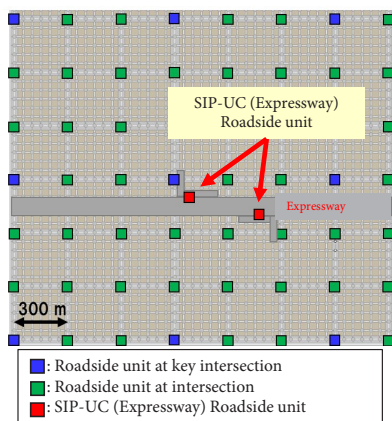 SIP-UC (Expressway)
Roadside unit
Expressway
300 m
: Roadside unit at key intersection
: Roadside unit at intersection
: SIP-UC (Expressway) Roadside unit